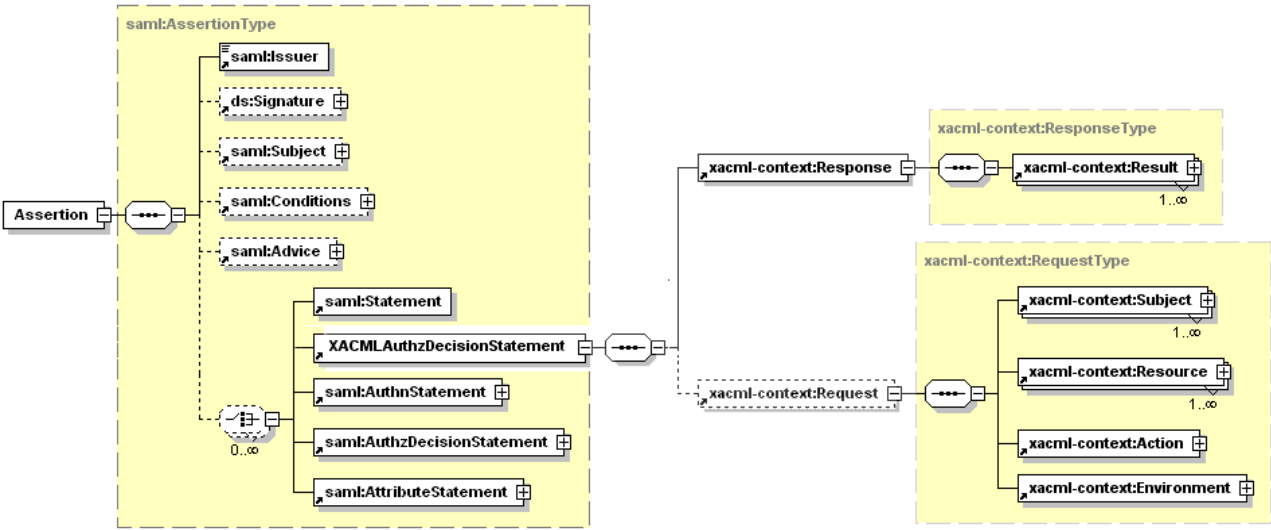 saml:AssertionType
saml:Issuer
ds:Signature
saml:Subject
saml:Conditions
Assertion
saml:Advice
saml:Statement
XACMLAuthzDecisionStatement
saml:AuthnStatement
saml:AuthzDecisionStatement
0..∞
saml:AttributeStatement
xacml-context:Response
xacml-context:ResponseType
xacml-context:Result
1..∞
xacml-context:Request
xacml-context:RequestType
xacml-context:Subject
1..∞
xacml-context:Resource
1..∞
xacml-context:Action
xacml-context:Environment